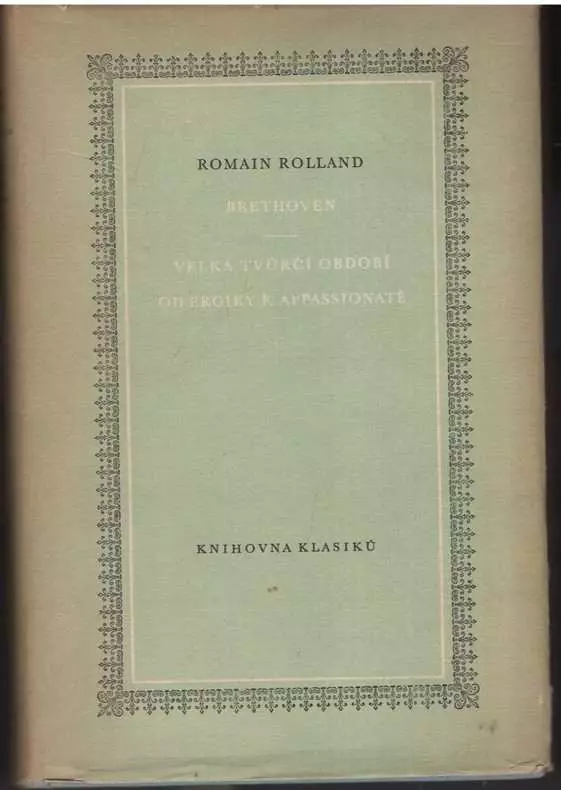 ROMAIN ROLLAND
BEETHOVEN
VELKÁ TVŮRČÍ OBDOBÍ
OD EROIKY K APPASSIONATĚ
KNIHOVNA KLASIKŮ